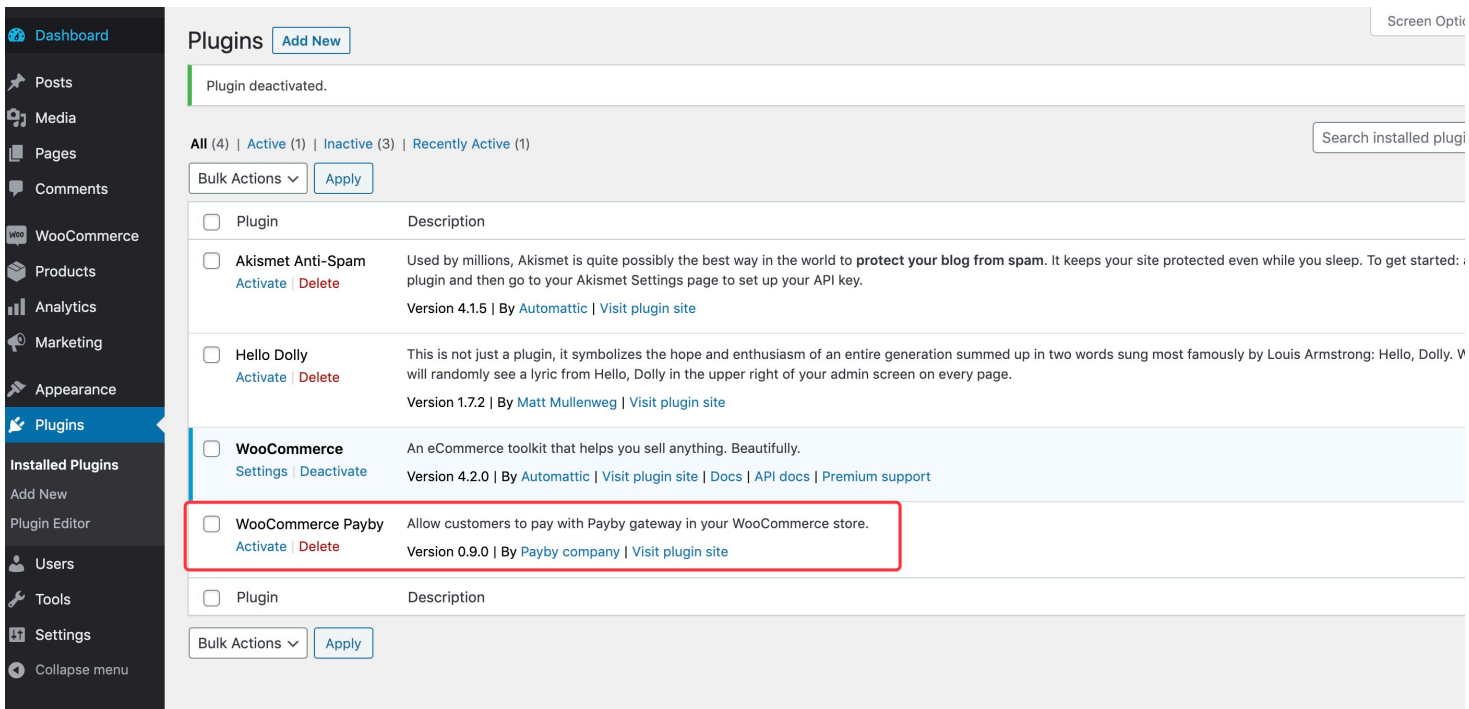 Dashboard
Posts
Media
Pages
Comments
WOO WooCommerce
Products
Analytics
Marketing
Appearance
Plugins
Installed Plugins
Add New
Plugin Editor
Users
Tools
Settings
Collapse menu
Screen Optio
Plugins Add New
Plugin deactivated.
All (4) | Active (1) | Inactive (3) | Recently Active (1)
Search installed plugi
Bulk Actions Apply
Plugin Description
Akismet Anti-Spam
Activate | Delete
Used by millions, Akismet is quite possibly the best way in the world to protect your blog from spam. It keeps your site protected even while you sleep. To get started:
plugin and then go to your Akismet Settings page to set up your API key.
Version 4.1.5 | By Automattic | Visit plugin site
Hello Dolly
Activate | Delete
This is not just a plugin, it symbolizes the hope and enthusiasm of an entire generation summed up in two words sung most famously by Louis Armstrong: Hello, Dolly. W
will randomly see a lyric from Hello, Dolly in the upper right of your admin screen on every page.
Version 1.7.2 | By Matt Mullenweg | Visit plugin site
WooCommerce
Settings | Deactivate
An eCommerce toolkit that helps you sell anything. Beautifully.
Version 4.2.0 | By Automattic | Visit plugin site | Docs | API docs | Premium support
WooCommerce Payby
Activate | Delete
Allow customers to pay with Payby gateway in your WooCommerce store.
Version 0.9.0 | By Payby company | Visit plugin site
Plugin Description
Bulk Actions Apply